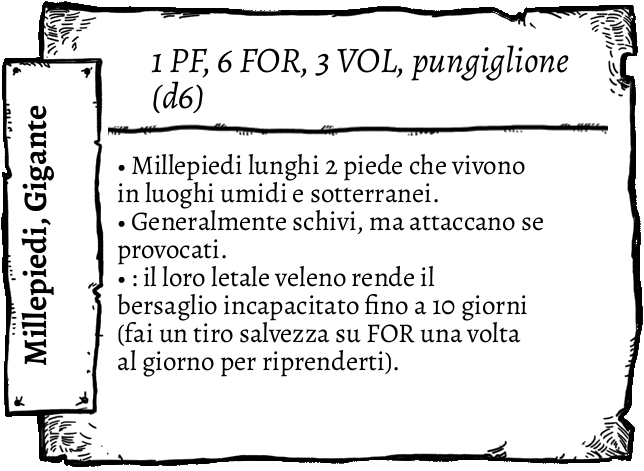 Millepiedi, Gigante
1 PF, 6 FOR, 3 VOL, pungiglione
(d6)
• Millepiedi lunghi 2 piede che vivono
in luoghi umidi e sotterranei.
• Generalmente schivi, ma attaccano se
provocati.
• : il loro letale veleno rende il
bersaglio incapacitato fino a 10 giorni
(fai un tiro salvezza su FOR una volta
al giorno per riprenderti).